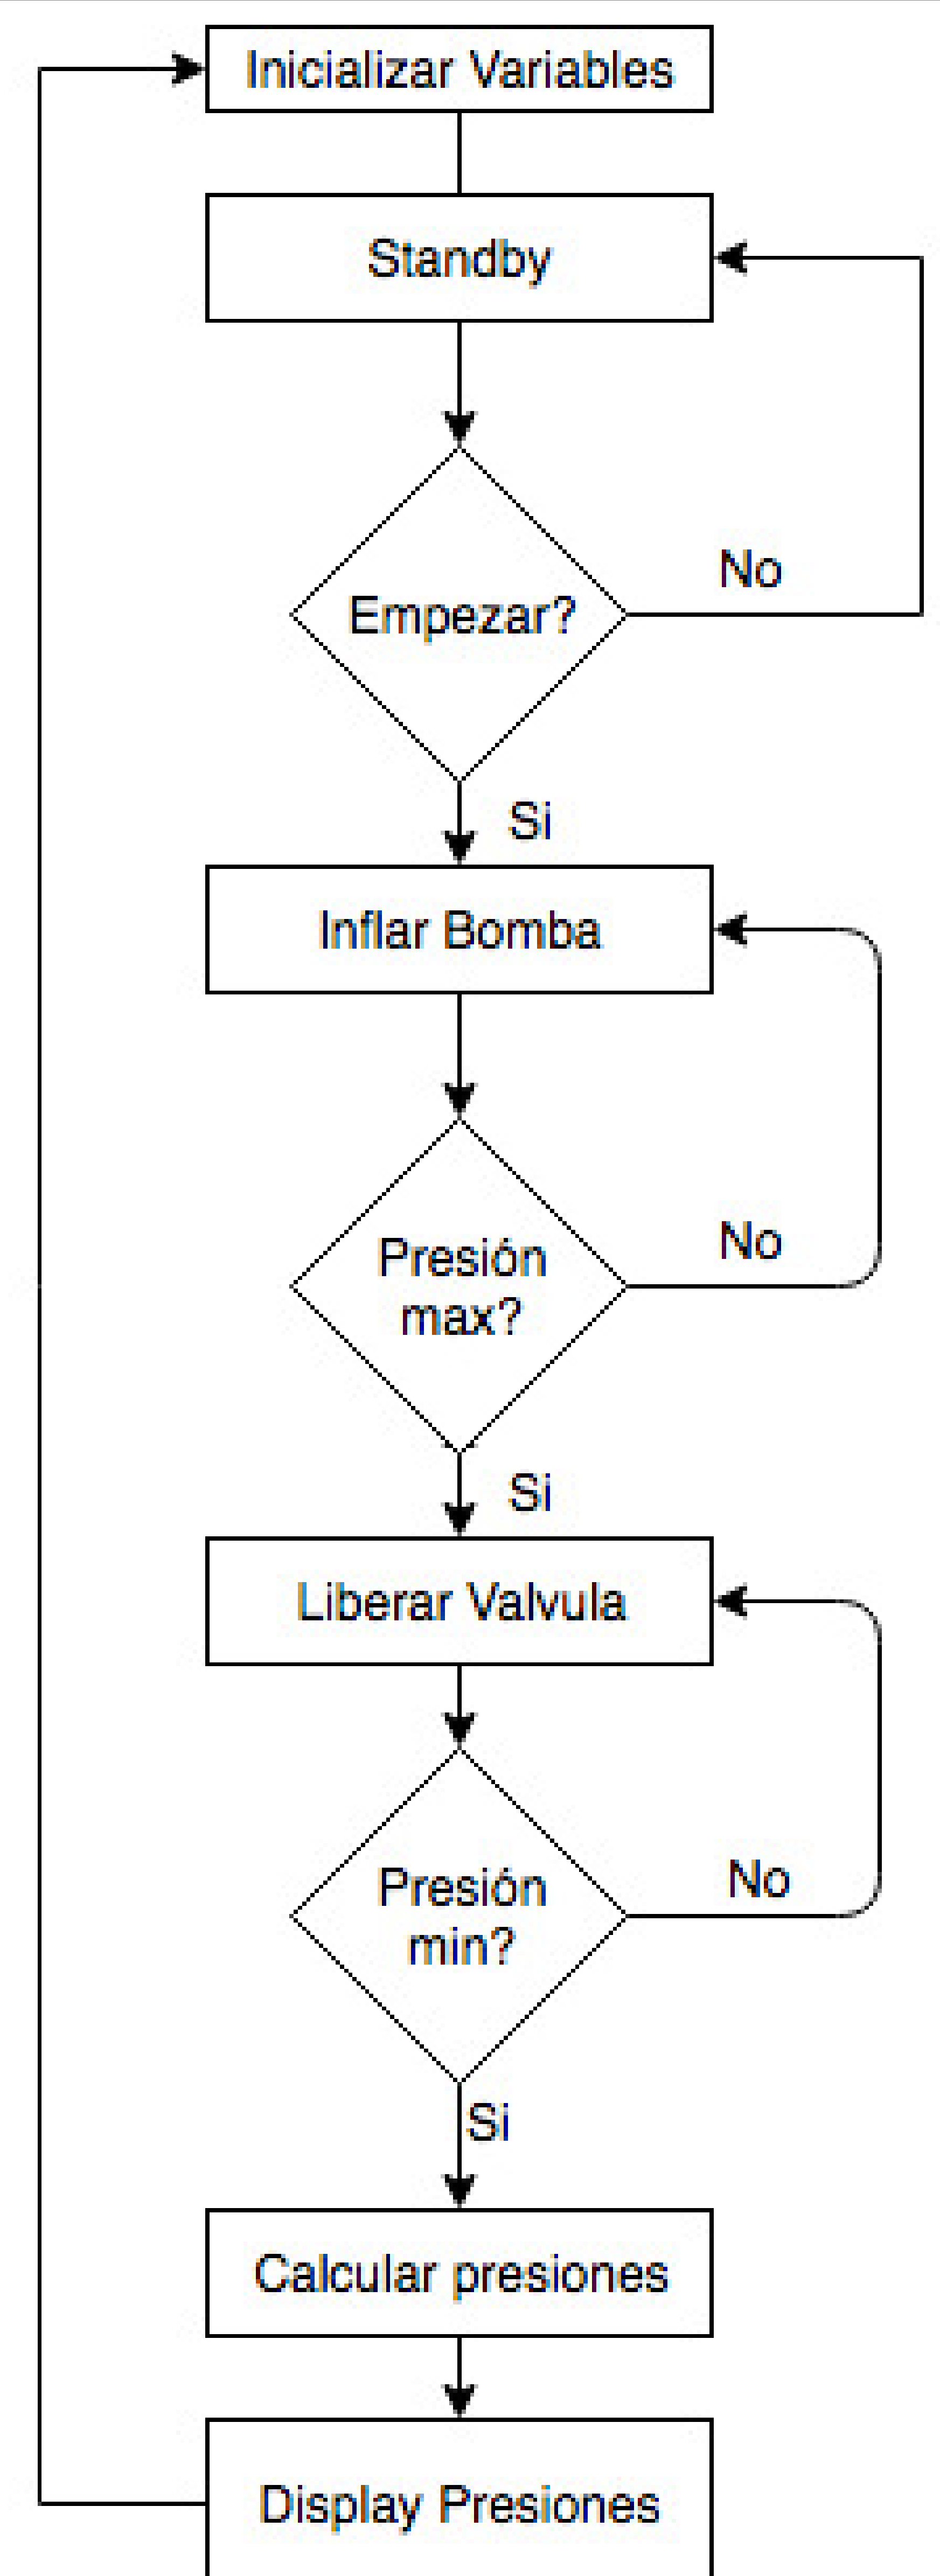 Inicializar Variables
Standby
Empezar?
No
Si
Inflar Bomba
Presión
max?
No
Si
Liberar Valvula
Presión
min?
No
Si
Calcular presiones
Display Presiones